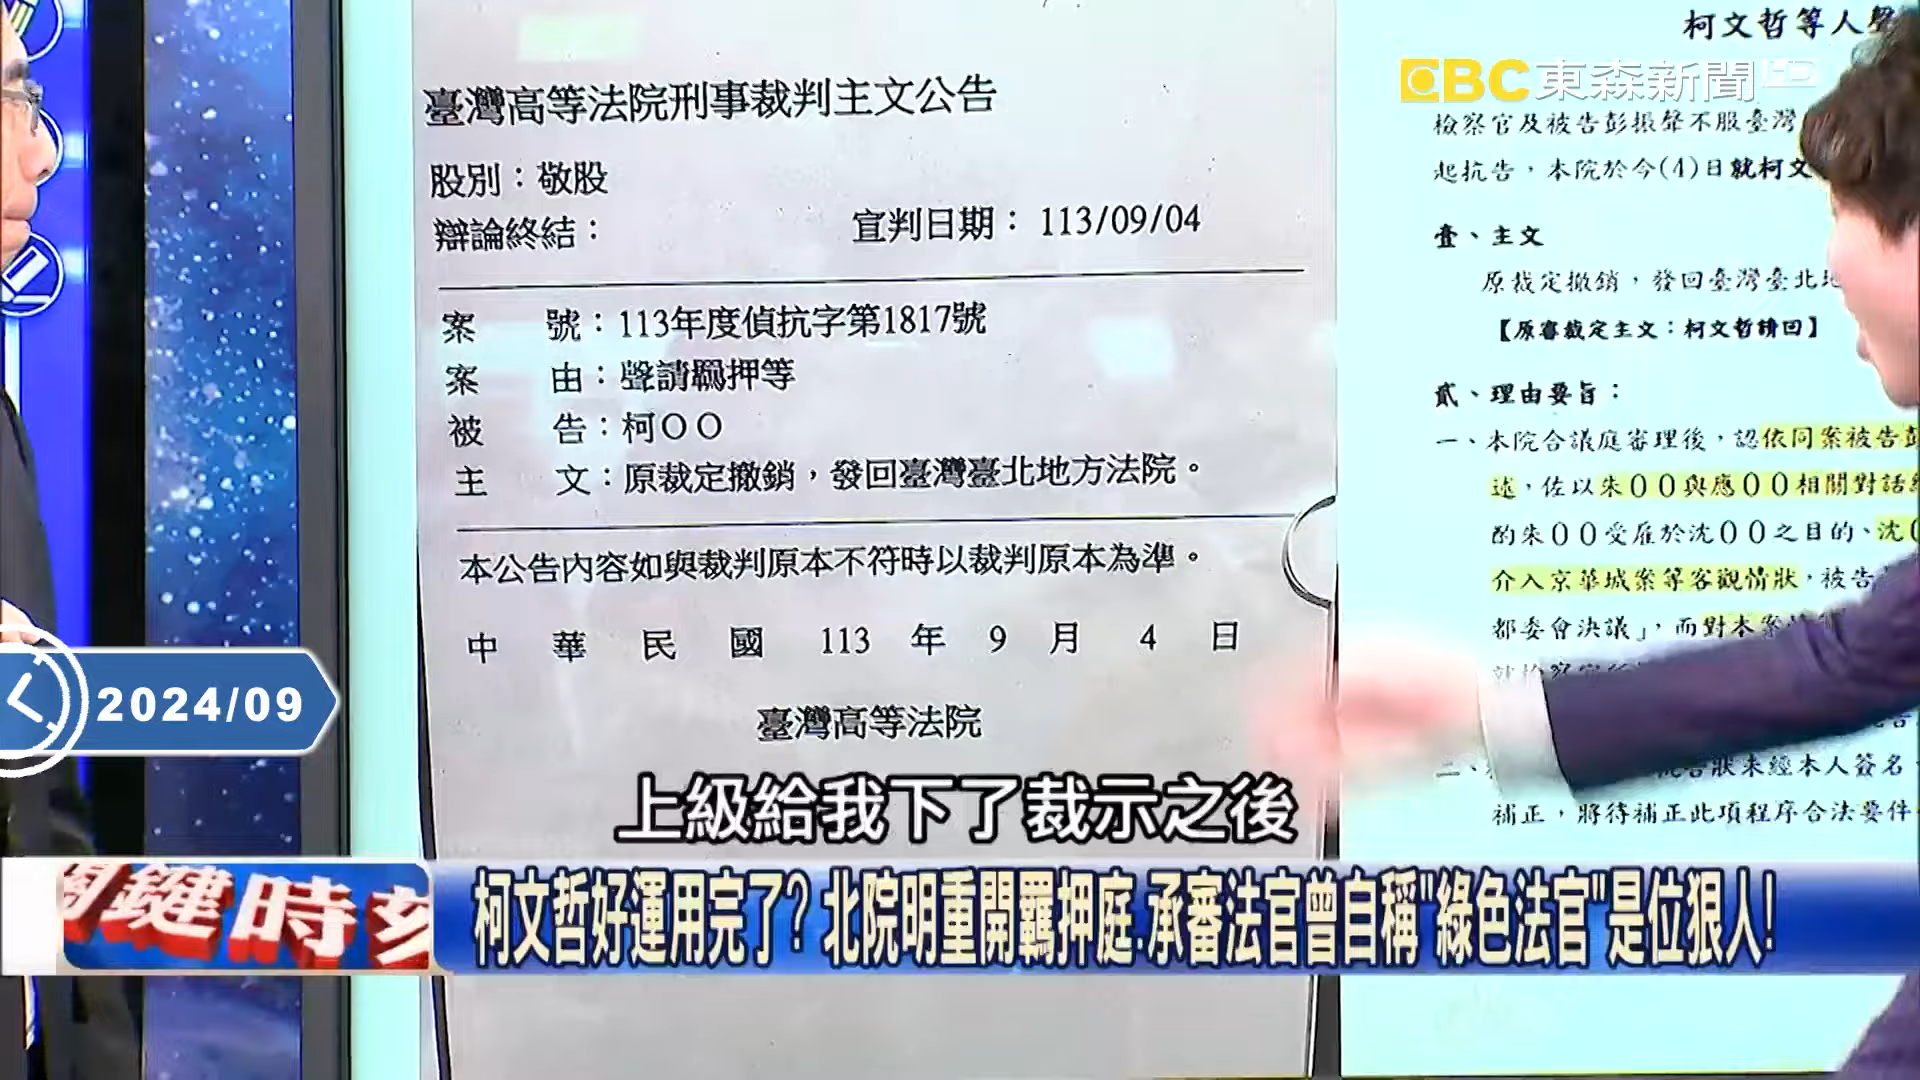 臺灣高等法院刑事裁判主文公告
股別：敬股
辯論終結：
宣判日期：113/09/04
案 號：113年度偵抗字第1817號
案 由：聲請羈押等
被 告：柯ＯＯ
主 文：原裁定撤銷，發回臺灣臺北地方法院。
本公告內容如與裁判原本不符時以裁判原本為準。
中 華 民 國 113 年 9 月 4 日
臺灣高等法院
柯文哲等人聲
EBC東森新聞
檢察官及被告彭振聲不服臺灣
起抗告，本院於今(4)日就柯文
壹、主文
原裁定撤銷，發回臺灣臺北地
【原審裁定主文：柯文哲請回】
貳、理由要旨：
一、本院合議庭審理後，認依同案被告彭
述，佐以朱ＯＯ與應ＯＯ相關對話
酌朱ＯＯ受雇於沈ＯＯ之目的、沈
介入京華城案等客觀情狀，被告
都委會決議」，而對本案
狀未經本人簽名
補正，將待補正此項程序合法要件
2024/09
上級給我下了裁示之後
關鍵時刻
柯文哲好運用完了? 北院明重開羈押庭.承審法官曾自稱"綠色法官"是位狠人!